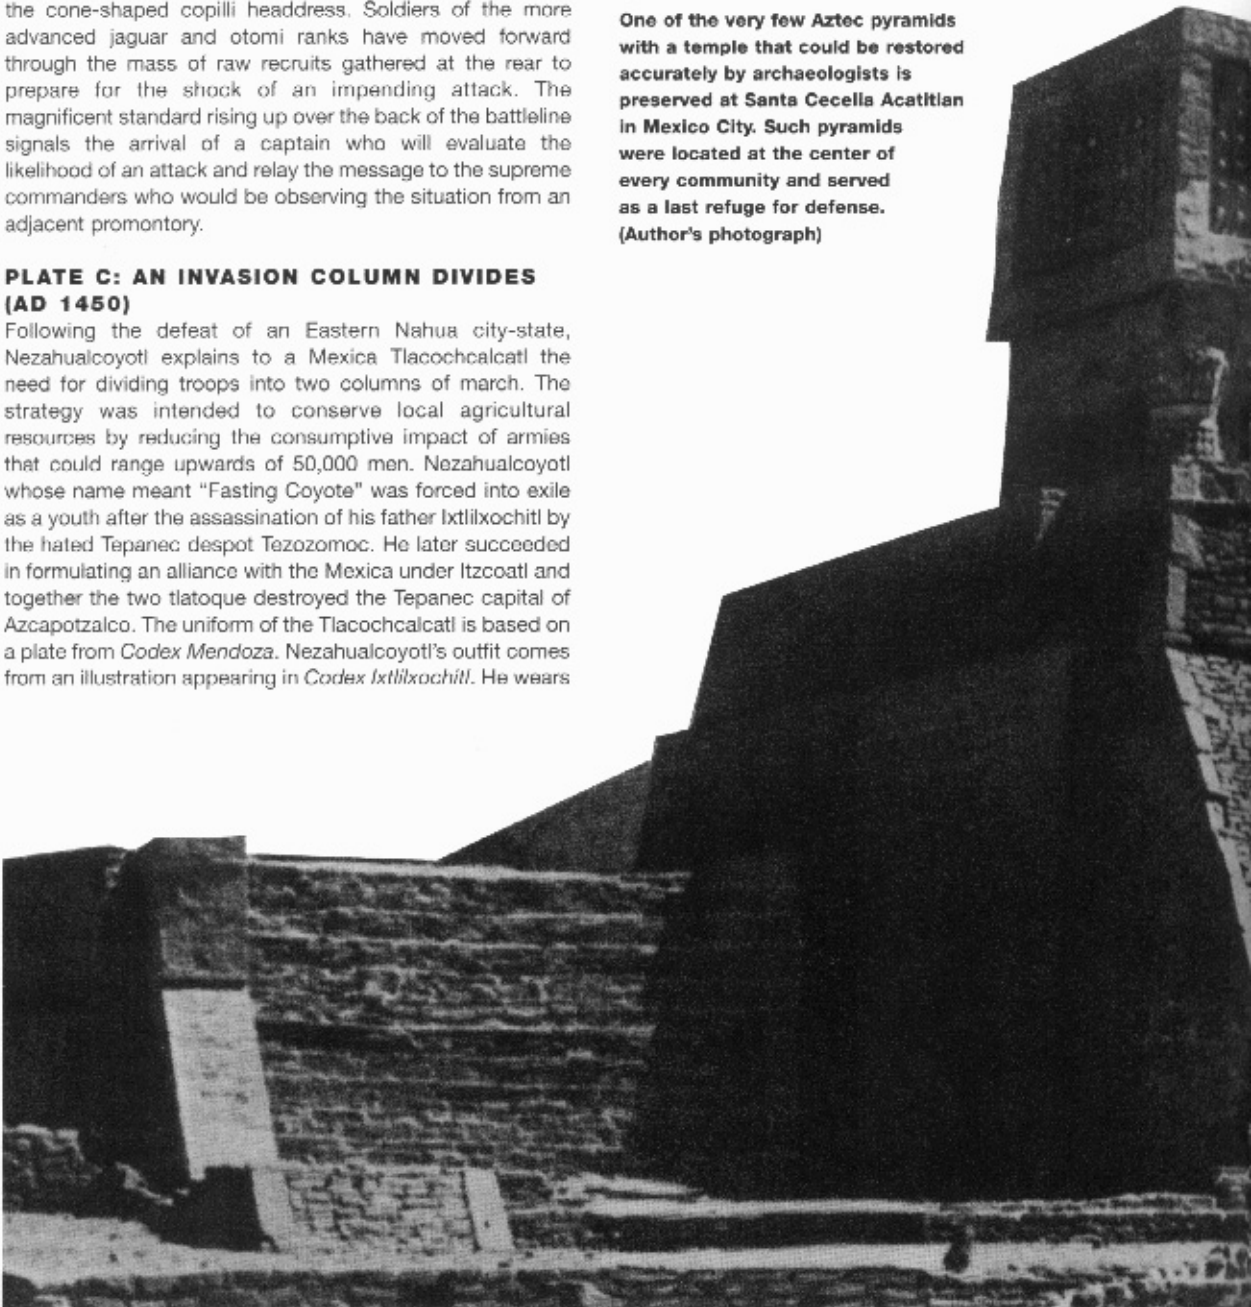 the cone-shaped copilli headdress. Soldiers of the more
advanced jaguar and otomi ranks have moved forward
through the mass of raw recruits gathered at the rear to
prepare for the shock of an impending attack. The
magnificent standard rising up over the back of the battleline
signals the arrival of a captain who will evaluate the
likelihood of an attack and relay the message to the supreme
commanders who would be observing the situation from an
adjacent promontory.
PLATE C: AN INVASION COLUMN DIVIDES
(AD 1450)
Following the defeat of an Eastern Nahua city-state,
Nezahualcoyotl explains to a Mexica Tlacochcalcatl the
need for dividing troops into two columns of march. The
strategy was intended to conserve local agricultural
resources by reducing the consumptive impact of armies
that could range upwards of 50,000 men. Nezahualcoyotl
whose name meant “Fasting Coyote” was forced into exile
as a youth after the assassination of his father Ixtlilxochitl by
the hated Tepanec despot Tezozomoc. He later succeeded
in formulating an alliance with the Mexica under Itzcoatl and
together the two tlatoque destroyed the Tepanec capital of
Azcapotzalco. The uniform of the Tlacochcalcatl is based on
a plate from Codex Mendoza. Nezahualcoyotl's outfit comes
from an illustration appearing in Codex Ixtlilxochitl. He wears
One of the very few Aztec pyramids
with a temple that could be restored
accurately by archaeologists is
preserved at Santa Cecelia Acatitlan
in Mexico City. Such pyramids
were located at the center of
every community and served
as a last refuge for defense.
(Author's photograph)